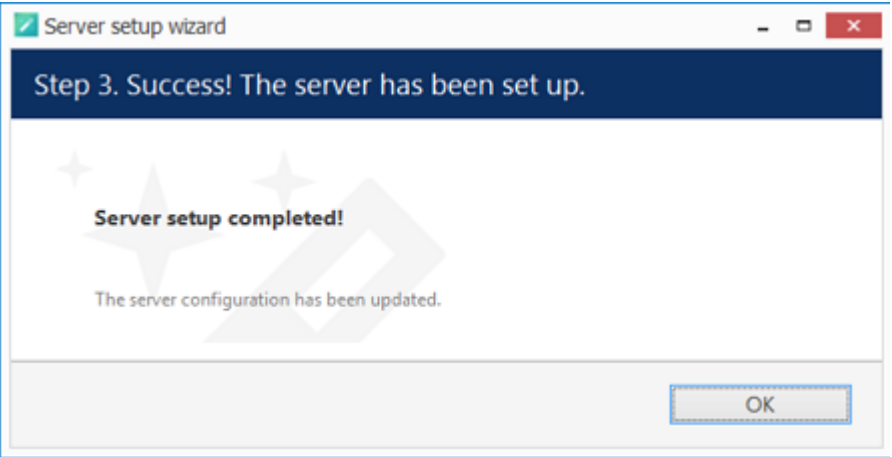 Server setup wizard
Step 3. Success! The server has been set up.
Server setup completed!
The server configuration has been updated.
OK